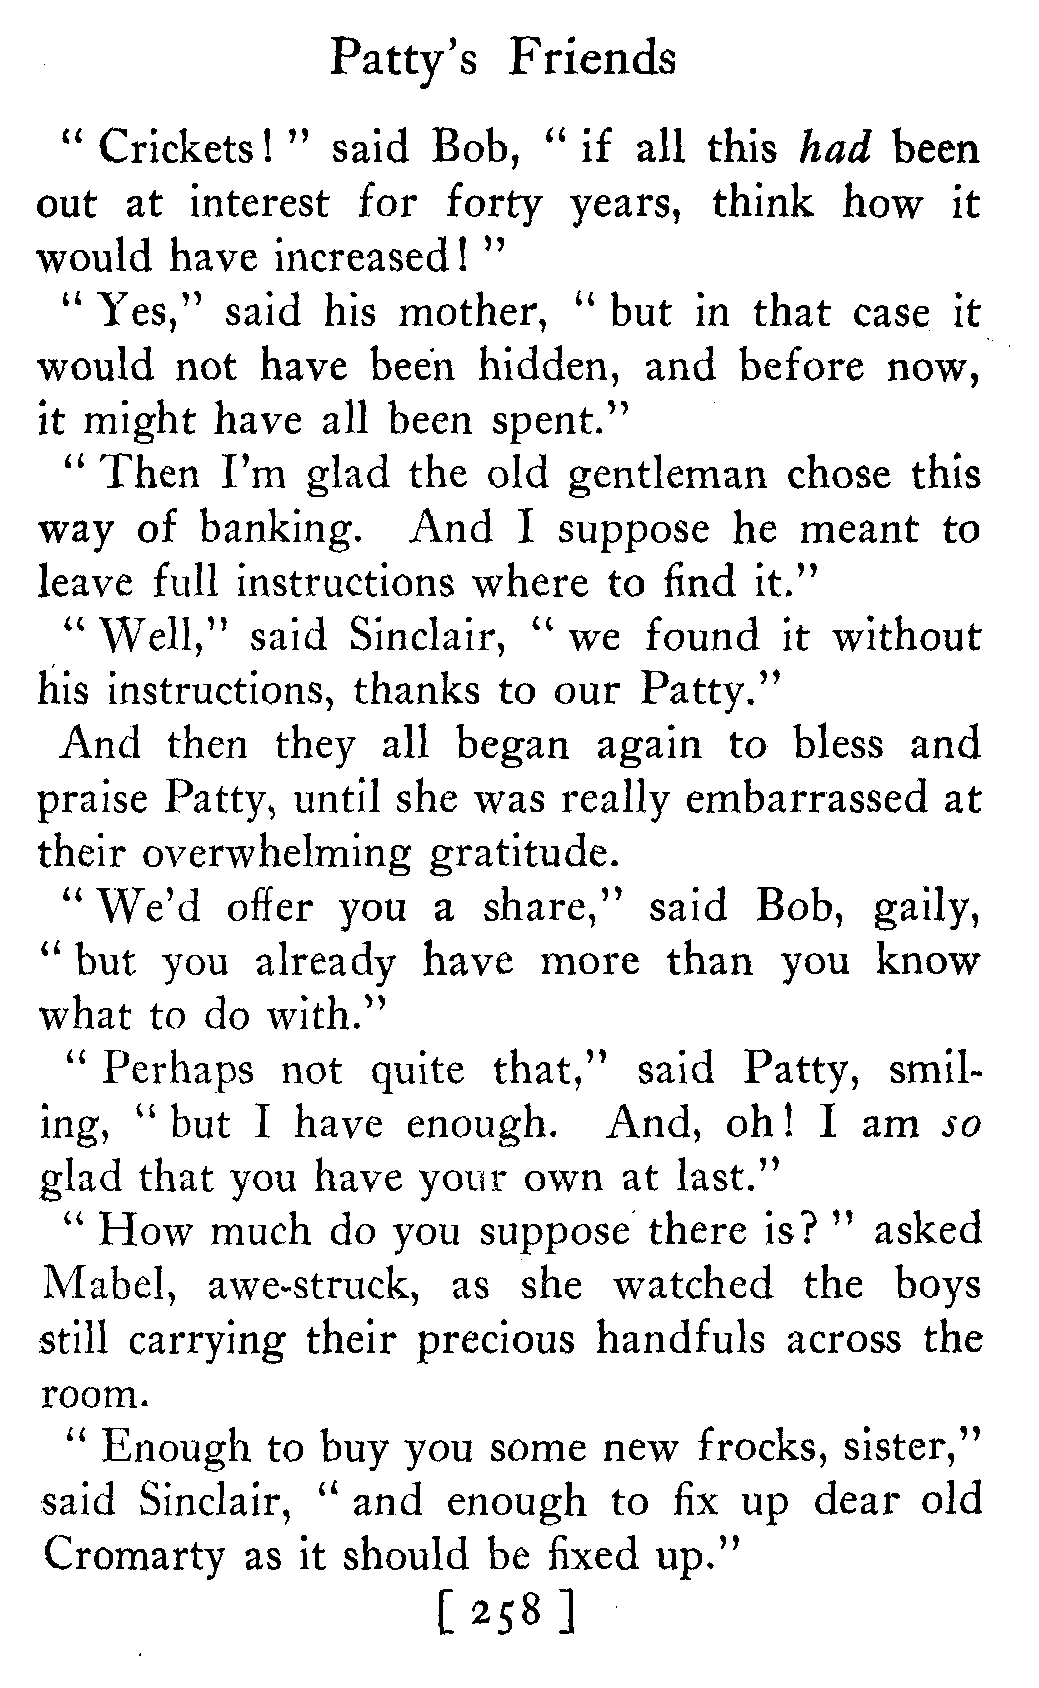 Patty's Friends
" Crickets! " said Bob, " if all this had been
out at interest for forty years, think how it
would have increased! "
" Yes," said his mother, " but in that case it
would not have been hidden, and before now,
it might have all been spent."
" Then I'm glad the old gentleman chose this
way of banking. And I suppose he meant to
leave full instructions where to find it."
" Well," said Sinclair, " we found it without
his instructions, thanks to our Patty."
And then they all began again to bless and
praise Patty, until she was really embarrassed at
their overwhelming gratitude.
" We'd offer you a share," said Bob, gaily,
" but you already have more than you know
what to do with."
" Perhaps not quite that," said Patty, smil-
ing, " but I have enough. And, oh! I am so
glad that you have your own at last."
" How much do you suppose there is? " asked
Mabel, awe-struck, as she watched the boys
still carrying their precious handfuls across the
room.
" Enough to buy you some new frocks, sister,"
said Sinclair, " and enough to fix up dear old
Cromarty as it should be fixed up."
[ 258 ]